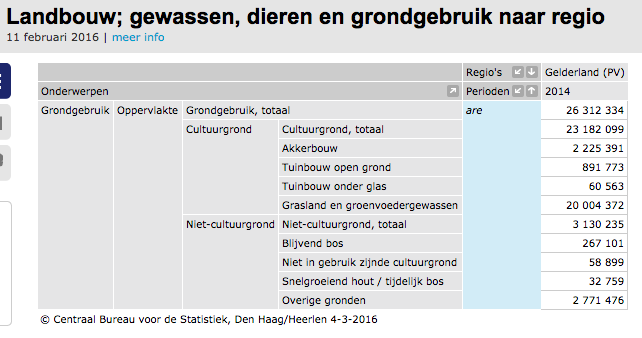 Landbouw; gewassen, dieren en grondgebruik naar regio
11 februari 2016 | meer info
Regio's Gelderland (PV)
Onderwerpen Perioden 2014
Grondgebruik Oppervlakte Grondgebruik, totaal are 26 312 334
Cultuurgrond Cultuurgrond, totaal 23 182 099
Akkerbouw 2 225 391
Tuinbouw open grond 891 773
Tuinbouw onder glas 60 563
Grasland en groenvoedergewassen 20 004 372
Niet-cultuurgrond Niet-cultuurgrond, totaal 3 130 235
Blijvend bos 267 101
Niet in gebruik zijnde cultuurgrond 58 899
Snelgroeiend hout / tijdelijk bos 32 759
Overige gronden 2 771 476
© Centraal Bureau voor de Statistiek, Den Haag/Heerlen 4-3-2016